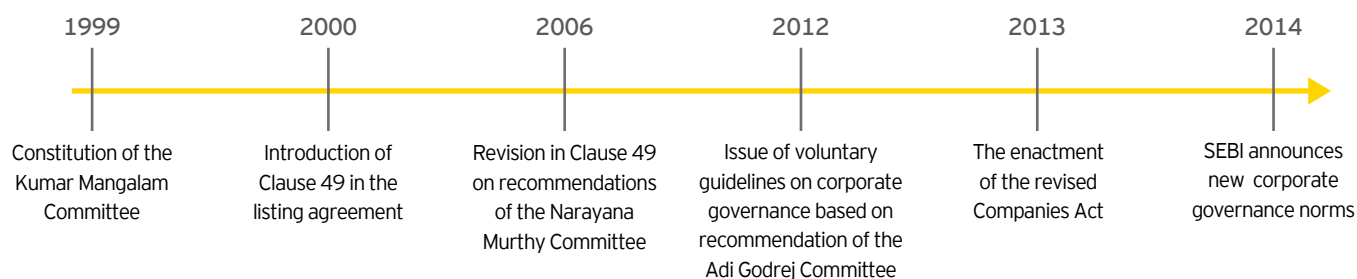 1999
2000
2006
2012
2013
2014
Constitution of the
Kumar Mangalam
Committee
Introduction of
Clause 49 in the
listing agreement
Revision in Clause 49
on recommendations
of the Narayana
Murthy Committee
Issue of voluntary
guidelines on corporate
governance based on
recommendation of the
Adi Godrej Committee
The enactment
of the revised
Companies Act
SEBI announces
new corporate
governance norms